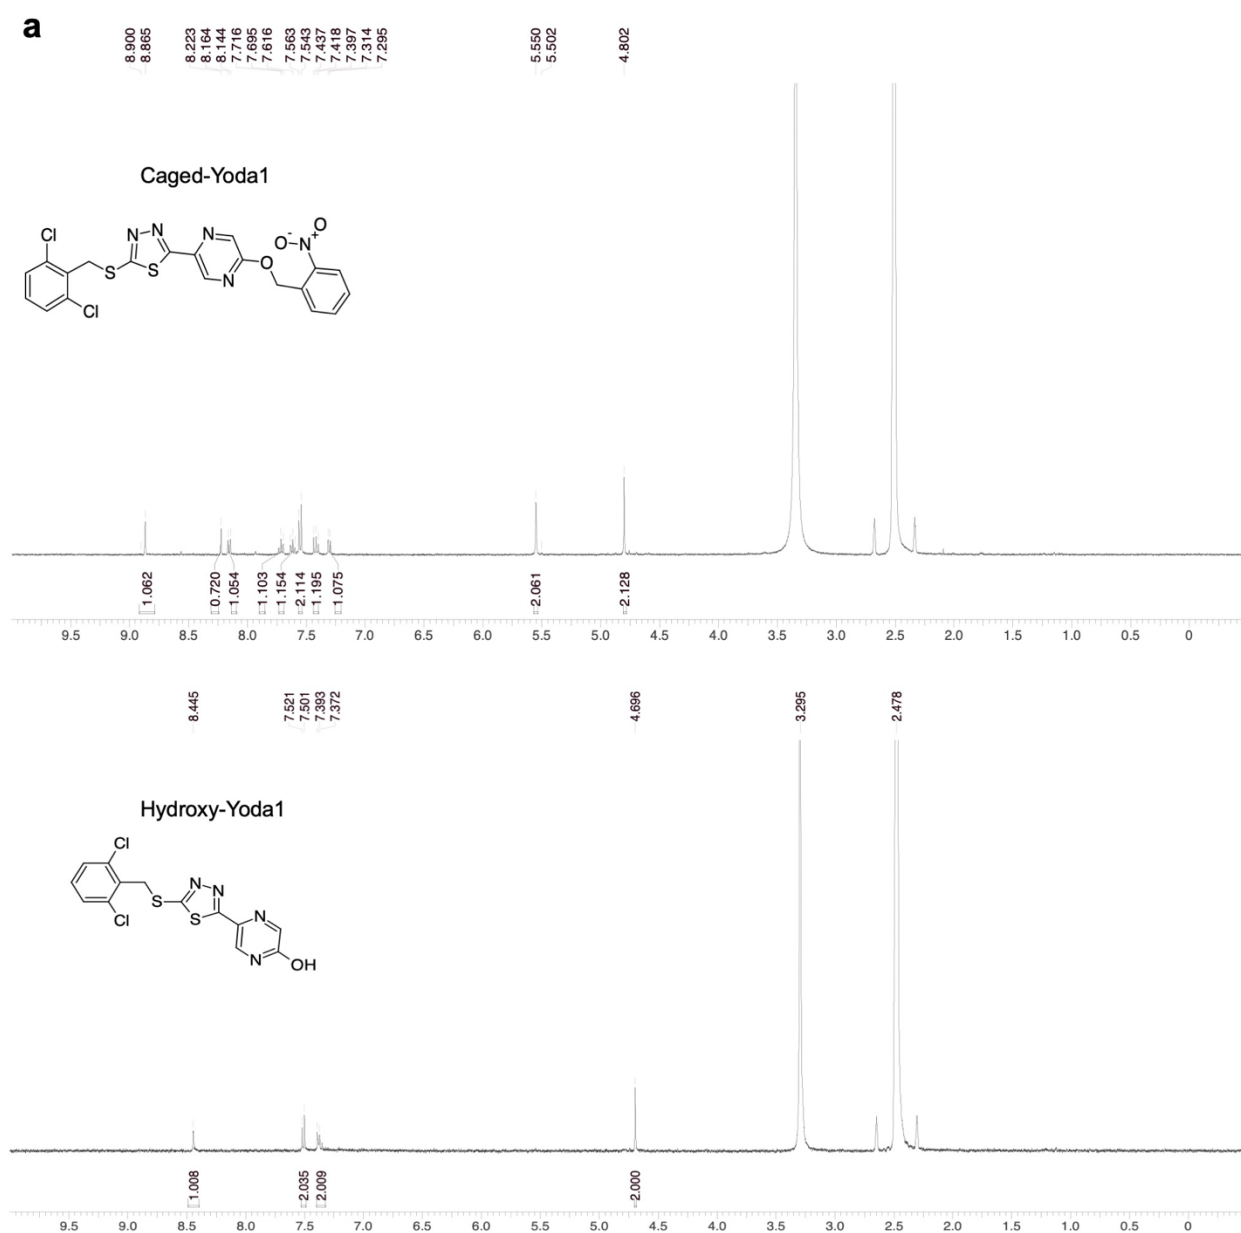 a
8.900
8.865
8.223
8.164
8.144
7.716
7.695
7.616
7.563
7.543
7.437
7.418
7.397
7.314
7.295
5.550
5.502
4.802
Caged-Yoda1
Cl
N N
S
S
N
N
O
O- N+ O
Cl
1.062
0.720
1.054
1.103
1.154
2.114
1.195
1.075
2.061
2.128
9.5 9.0 8.5 8.0 7.5 7.0 6.5 6.0 5.5 5.0 4.5 4.0 3.5 3.0 2.5 2.0 1.5 1.0 0.5 0
8.445
7.521
7.501
7.393
7.372
4.696
3.295
2.478
Hydroxy-Yoda1
Cl
N N
S
S
N
Cl
N
OH
1.008
2.035
2.009
2.000
9.5 9.0 8.5 8.0 7.5 7.0 6.5 6.0 5.5 5.0 4.5 4.0 3.5 3.0 2.5 2.0 1.5 1.0 0.5 0